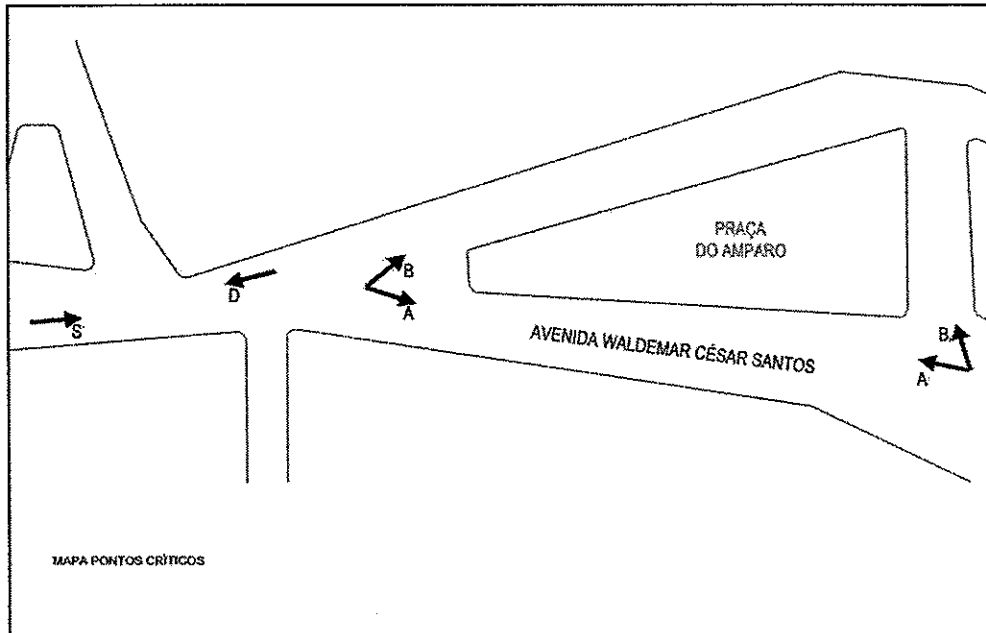 PRAÇA
DO AMPARO
B
D
A
S
AVENIDA WALDEMAR CÉSAR SANTOS
B
A
MAPA PONTOS CRÍTICOS